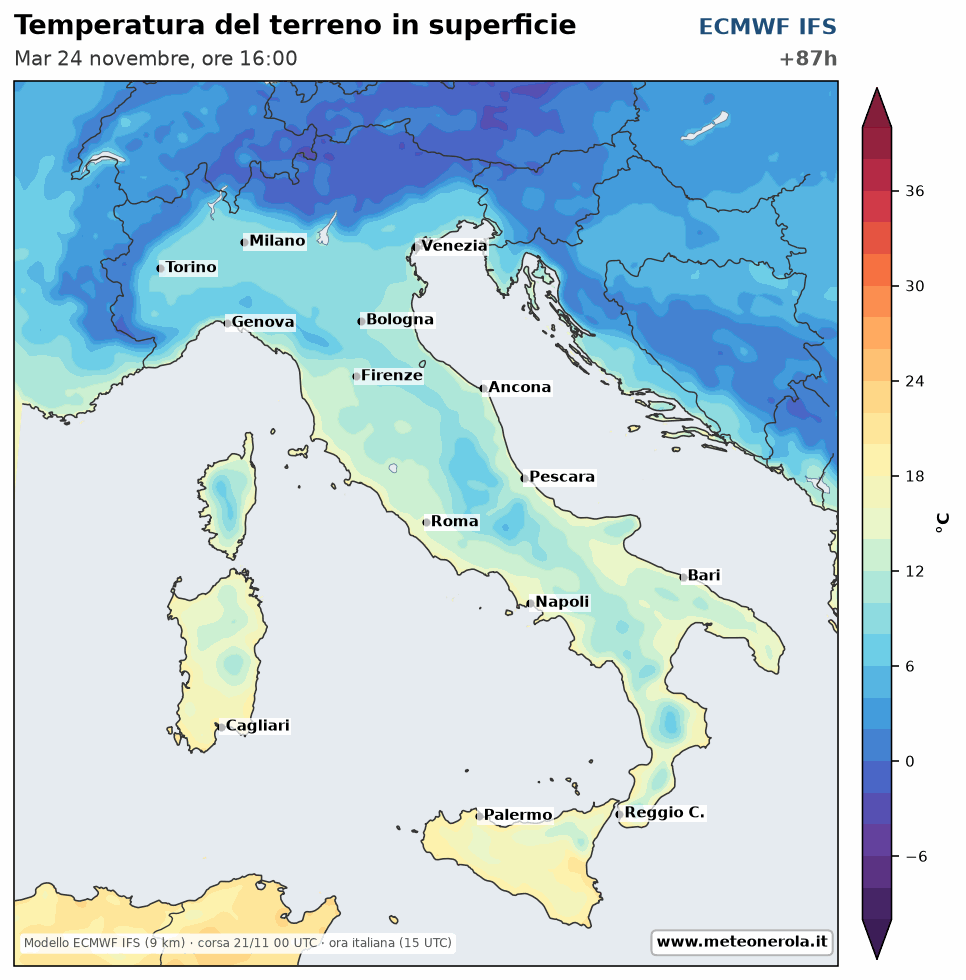 Temperatura del terreno in superficie
ECMWF IFS
Mar 24 novembre, ore 16:00
+87h
Milano
Venezia
Torino
Genova
Bologna
Firenze
Ancona
Pescara
Roma
Bari
Napoli
Cagliari
Palermo
Reggio C.
36
30
24
18
12
6
0
−6
°C
Modello ECMWF IFS (9 km) · corsa 21/11 00 UTC · ora italiana (15 UTC)
www.meteonerola.it